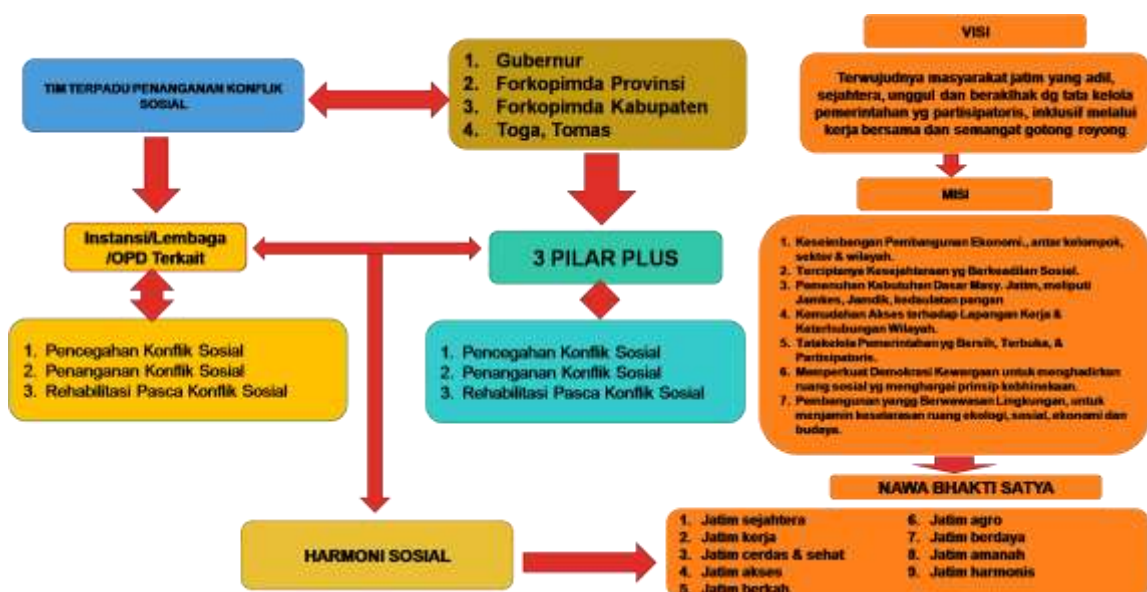 TIM TERPADU PENANGANAN KONFLIK
SOSIAL
1. Gubernur
2. Forkopimda Provinsi
3. Forkopimda Kabupaten
4. Toga, Tomas
Instansi/Lembaga
/OPD Terkait
3 PILAR PLUS
1. Pencegahan Konflik Sosial
2. Penanganan Konflik Sosial
3. Rehabilitasi Pasca Konflik Sosial
1. Pencegahan Konflik Sosial
2. Penanganan Konflik Sosial
3. Rehabilitasi Pasca Konflik Sosial
HARMONI SOSIAL
VISI
Terwujudnya masyarakat jatim yang adil,
sejahtera, unggul dan beraklhak dg tata kelola
pemerintahan yg partisipatoris, inklusif melalui
kerja bersama dan semangat gotong royong
MISI
1. Keseimbangan Pembangunan Ekonomi., antar kelompok,
sektor & wilayah.
2. Terciptanya Kesejahteraan yg Berkeadilan Sosial.
3. Pemenuhan Kebutuhan Dasar Masy. Jatim, meliputi
Jamkes, Jamdik, kedaulatan pangan
4. Kemudahan Akses terhadap Lapangan Kerja &
Keterhubungan Wilayah.
5. Tatakelola Pemerintahan yg Bersih, Terbuka, &
Partisipatoris.
6. Memperkuat Demokrasi Kewargaan untuk menghadirkan
ruang sosial yg menghargai prinsip kebhinekaan.
7. Pembangunan yangg Berwawasan Lingkungan, untuk
menjamin keselarasan ruang ekologi, sosial, ekonomi dan
budaya.
NAWA BHAKTI SATYA
1. Jatim sejahtera
2. Jatim kerja
3. Jatim cerdas & sehat
4. Jatim akses
5. Jatim berkah
6. Jatim agro
7. Jatim berdaya
8. Jatim amanah
9. Jatim harmonis